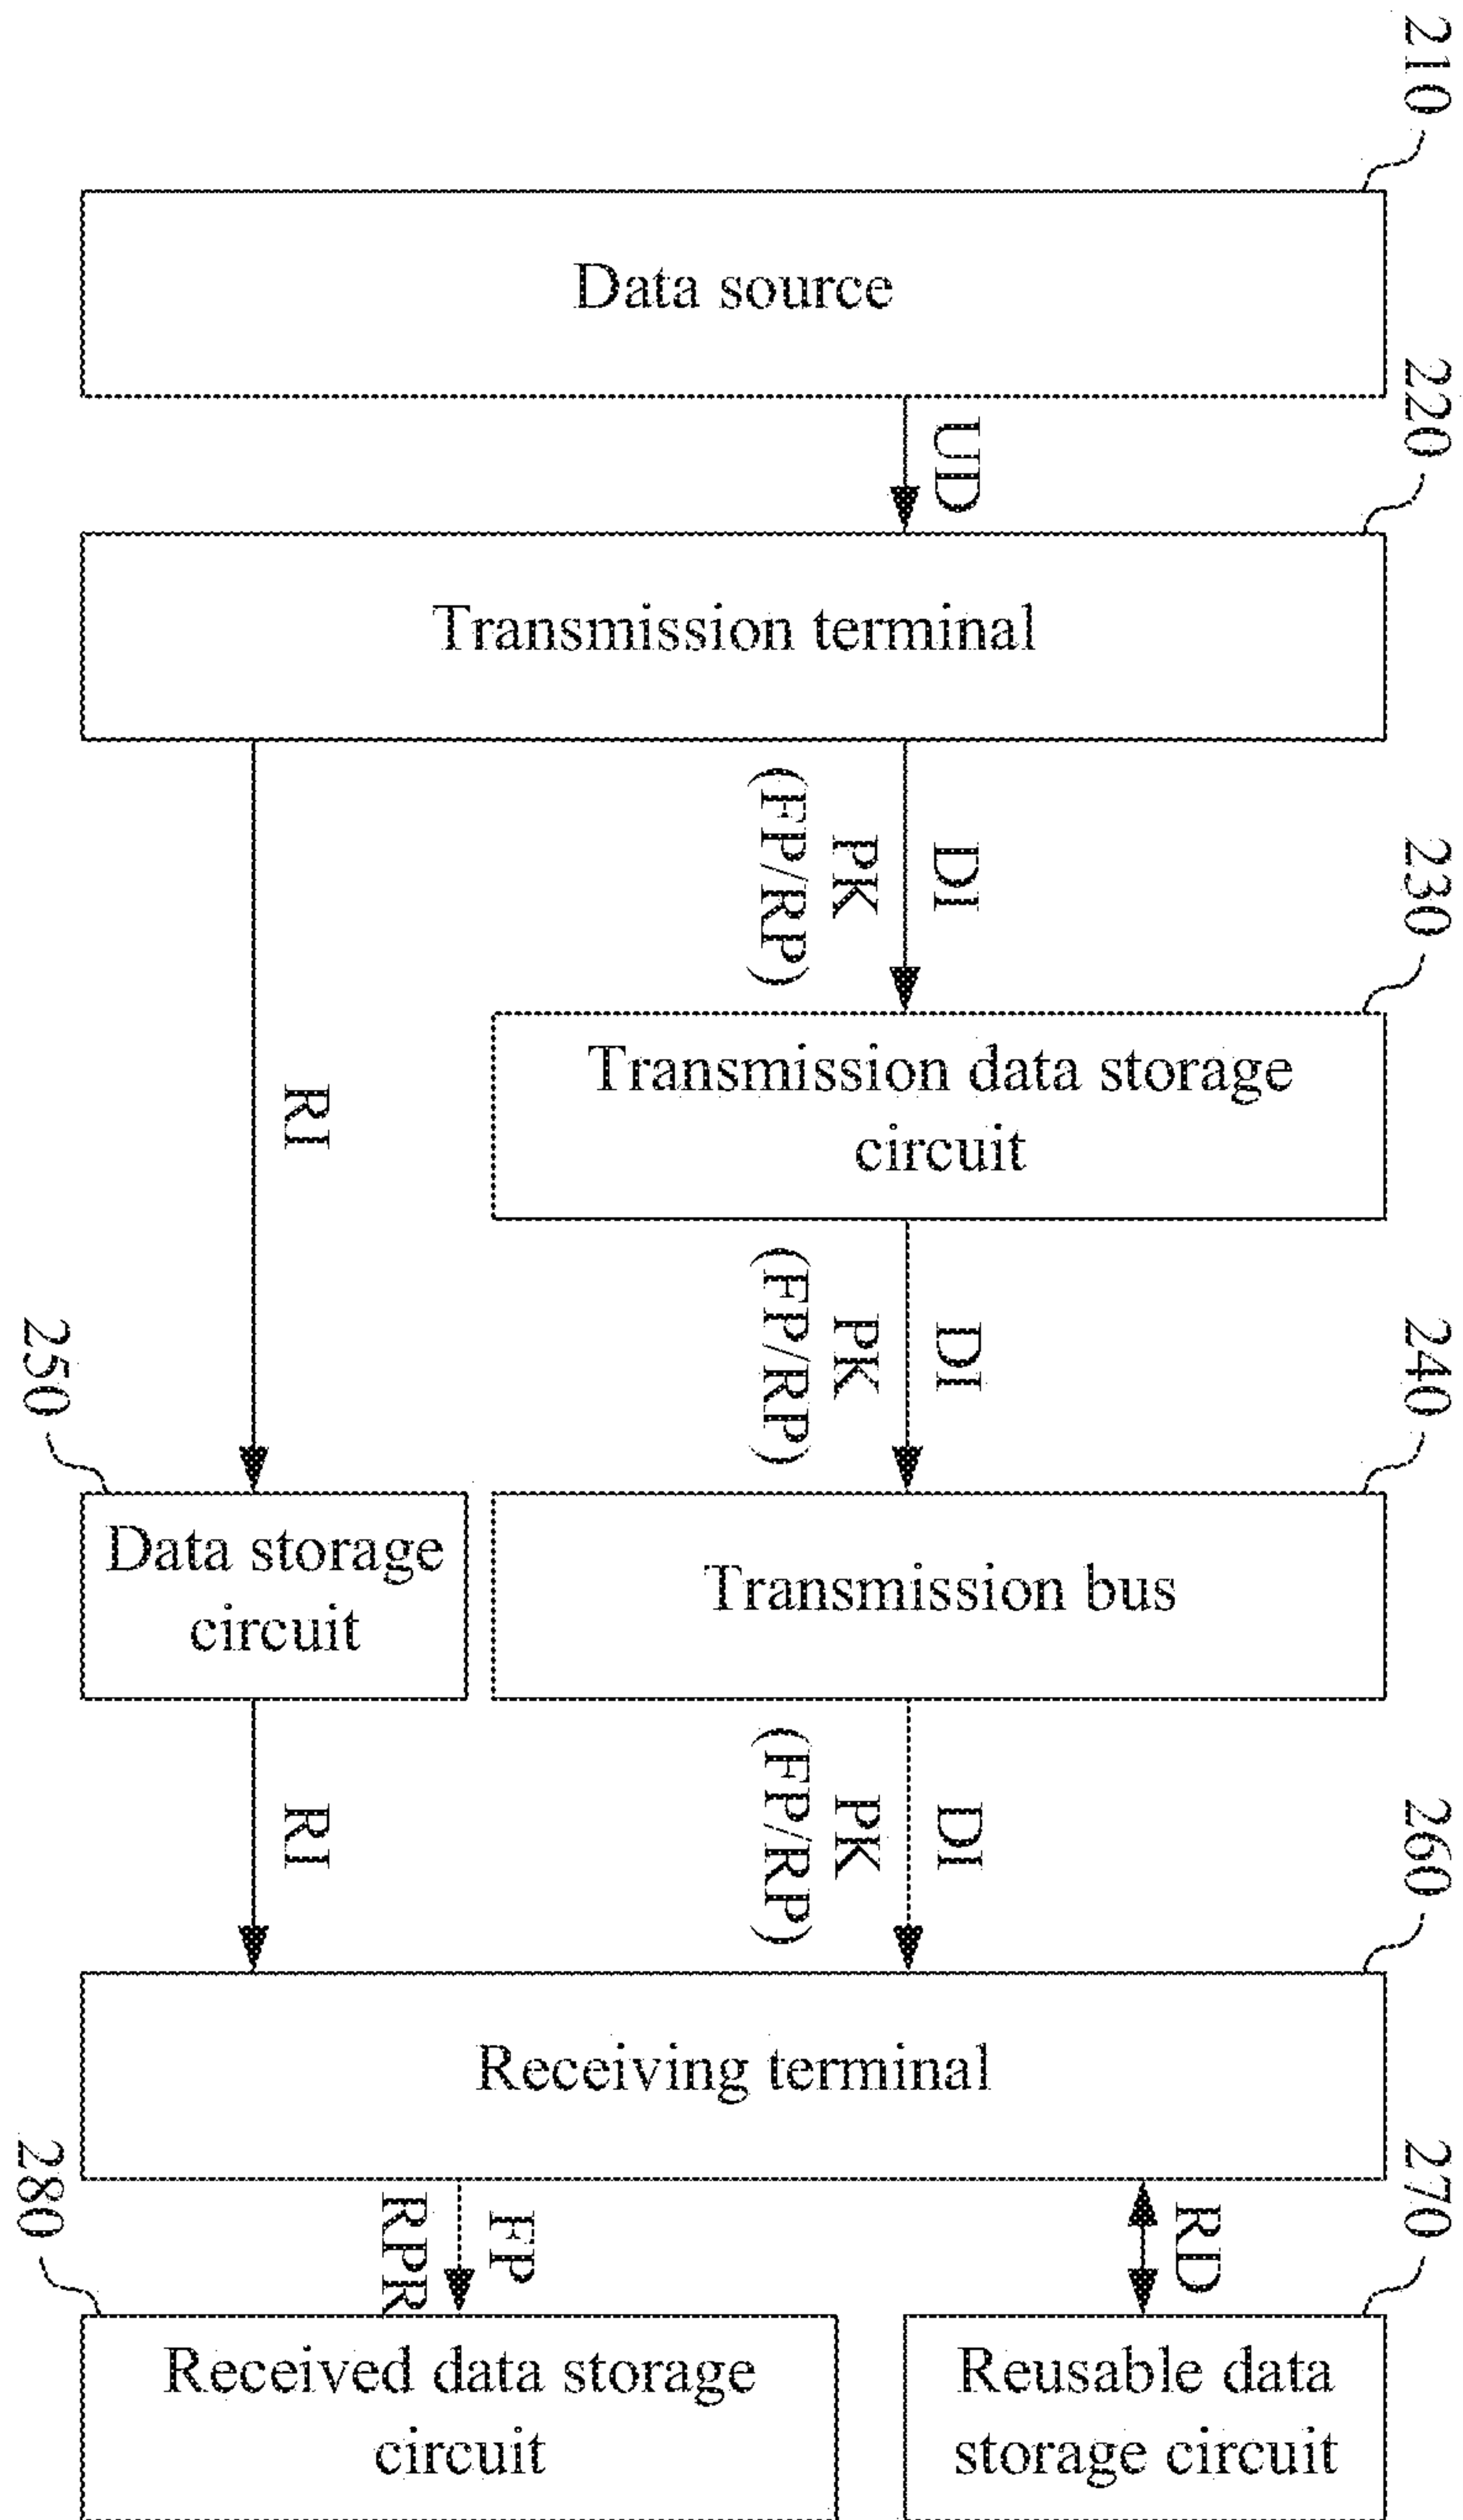 210
Data source
220
UD
Transmission terminal
230
DI
PK
(FP/RP)
RI
Transmission data storage
circuit
240
DI
PK
(FP/RP)
250
Data storage
circuit
Transmission bus
260
DI
PK
(FP/RP)
RI
Receiving terminal
270
280
RD
FP
RPR
Received data storage
circuit
Reusable data
storage circuit